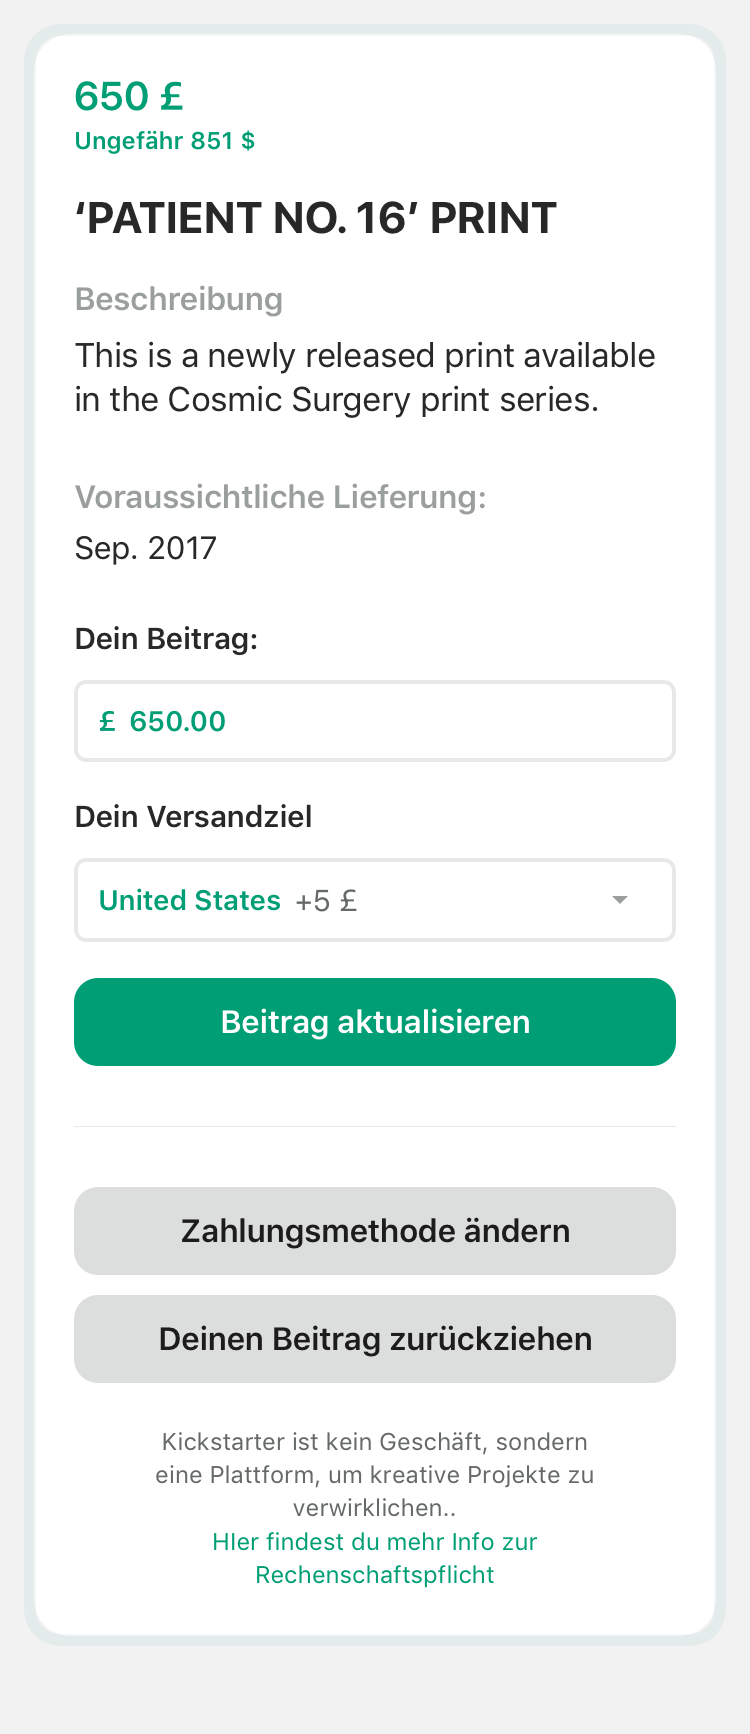 650 £
Ungefähr 851 $
‘PATIENT NO. 16’ PRINT
Beschreibung
This is a newly released print available
in the Cosmic Surgery print series.
Voraussichtliche Lieferung:
Sep. 2017
Dein Beitrag:
£ 650.00
Dein Versandziel
United States +5 £
Beitrag aktualisieren
Zahlungsmethode ändern
Deinen Beitrag zurückziehen
Kickstarter ist kein Geschäft, sondern
eine Plattform, um kreative Projekte zu
verwirklichen..
HIer findest du mehr Info zur
Rechenschaftspflicht